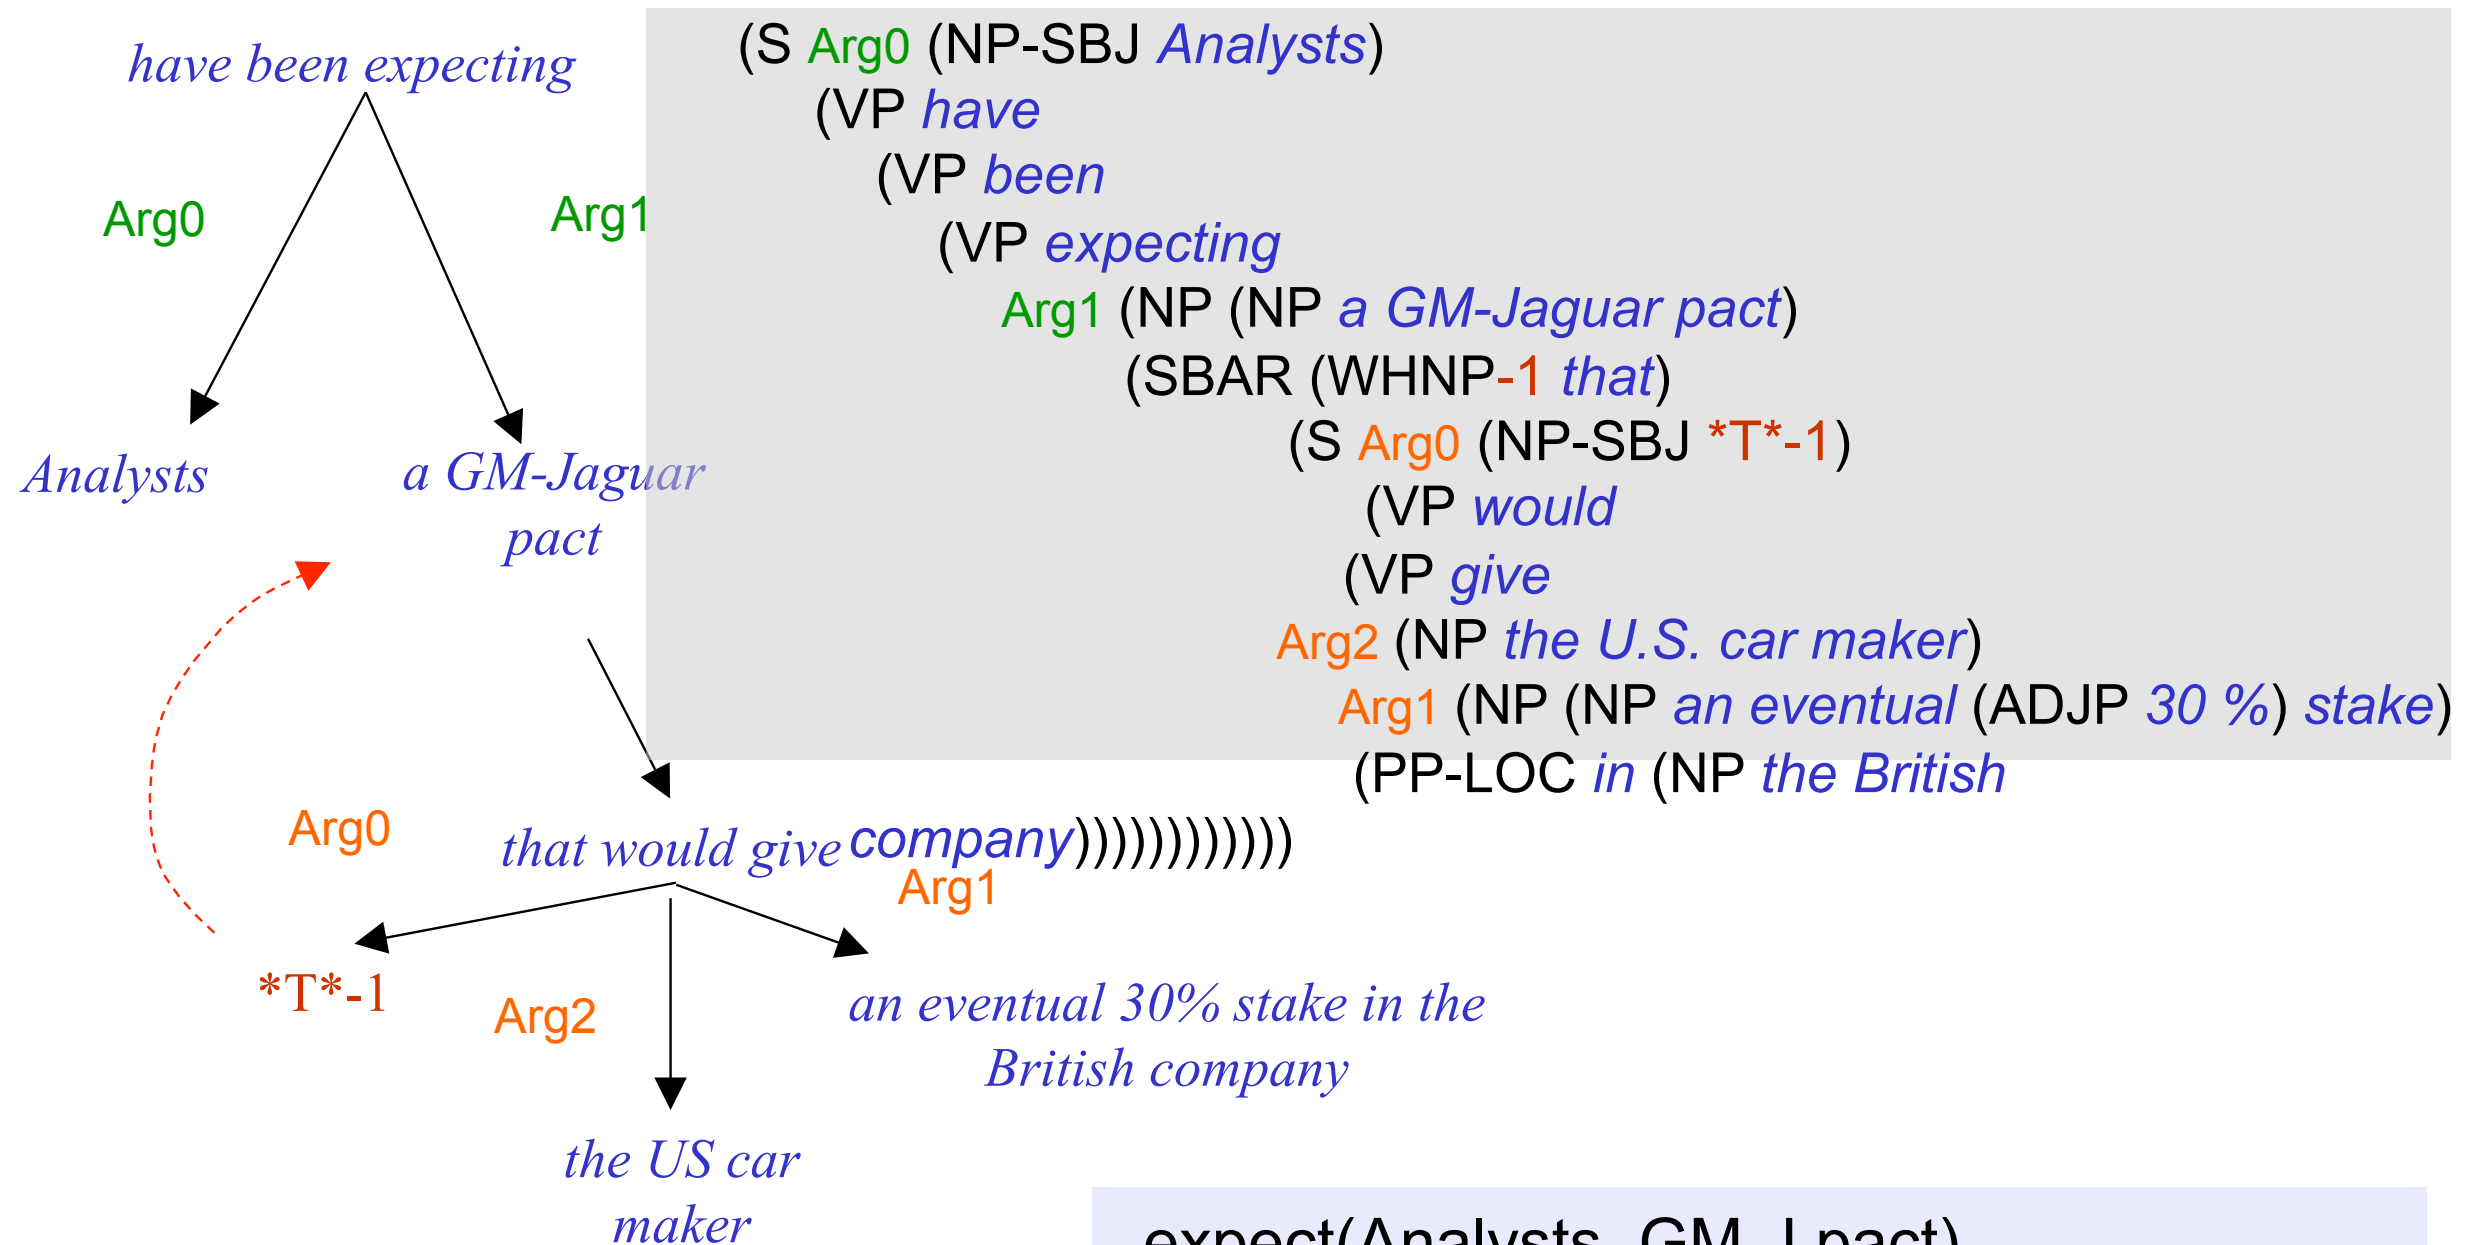 have been expecting
Arg0
Arg1
Analysts
a GM-Jaguar
pact
(S Arg0 (NP-SBJ Analysts)
(VP have
(VP been
(VP expecting
Arg1 (NP (NP a GM-Jaguar pact)
(SBAR (WHNP-1 that)
(S Arg0 (NP-SBJ *T*-1)
(VP would
(VP give
Arg2 (NP the U.S. car maker)
Arg1 (NP (NP an eventual (ADJP 30 %) stake)
(PP-LOC in (NP the British
company))))))))))))
Arg0
that would give
Arg1
*T*-1
Arg2
an eventual 30% stake in the
British company
the US car
maker
expect(Analysts, GM-J pact)